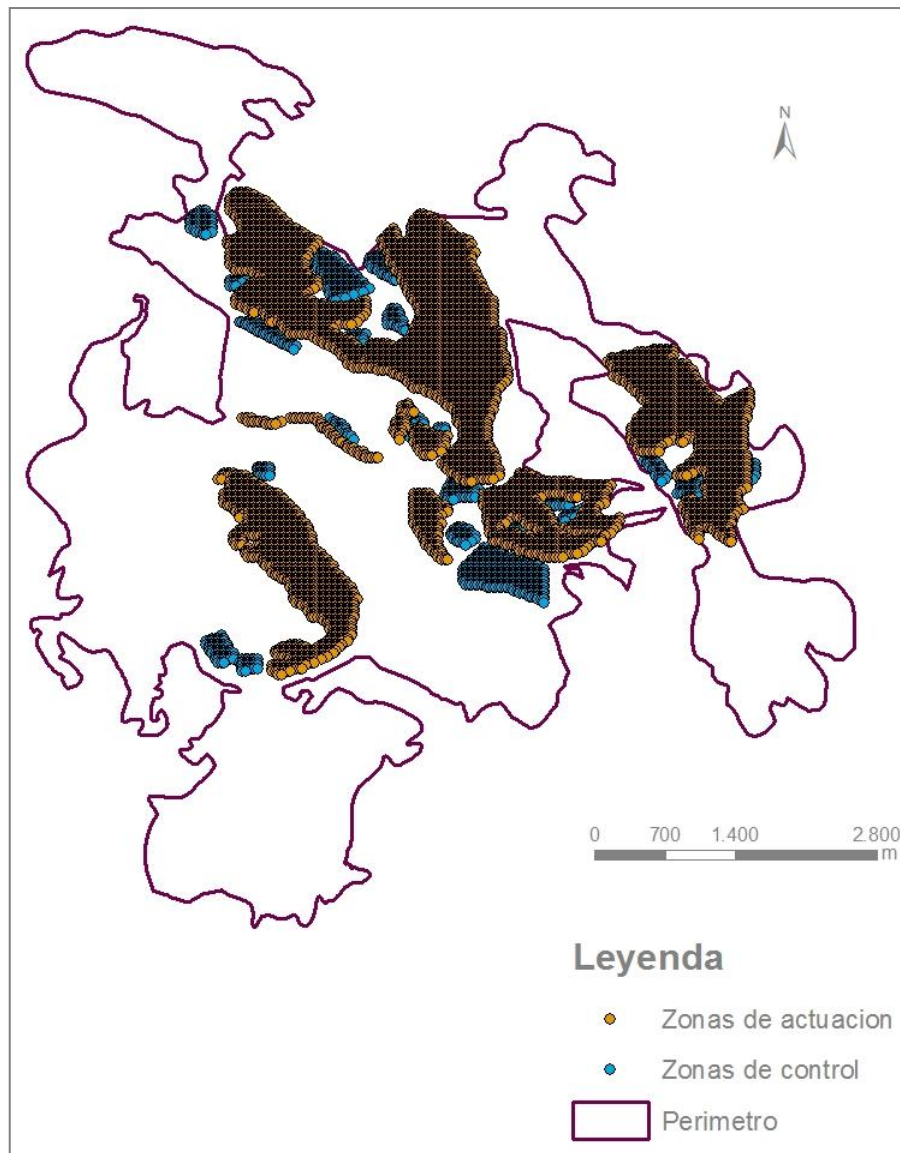 N
0 700 1.400 2.800
m
Leyenda
Zonas de actuacion
Zonas de control
Perimetro